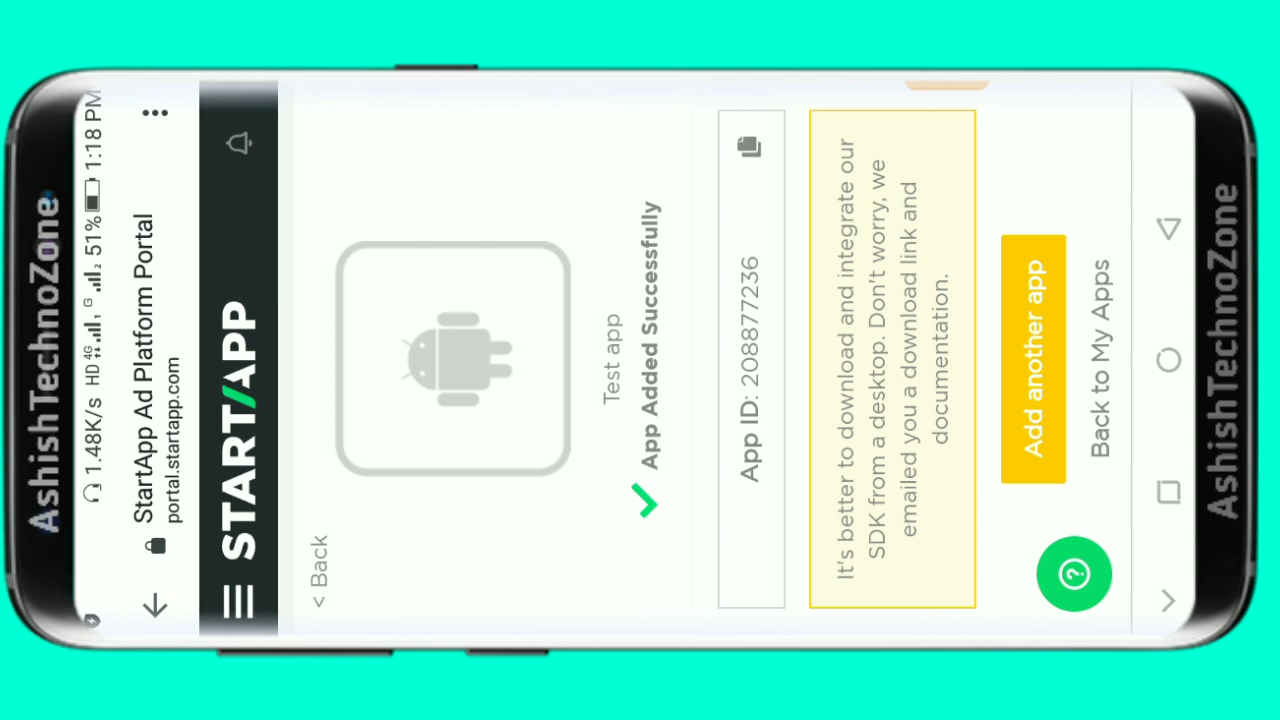 AshishTechnoZone
1.48K/s HD 4G G 2 51% 1:18 PM
StartApp Ad Platform Portal
portal.startapp.com
STARTAPP
< Back
Test app
App Added Successfully
App ID: 208877236
It's better to download and integrate our
SDK from a desktop. Don't worry, we
emailed you a download link and
documentation.
Add another app
Back to My Apps
?
AshishTechnoZone